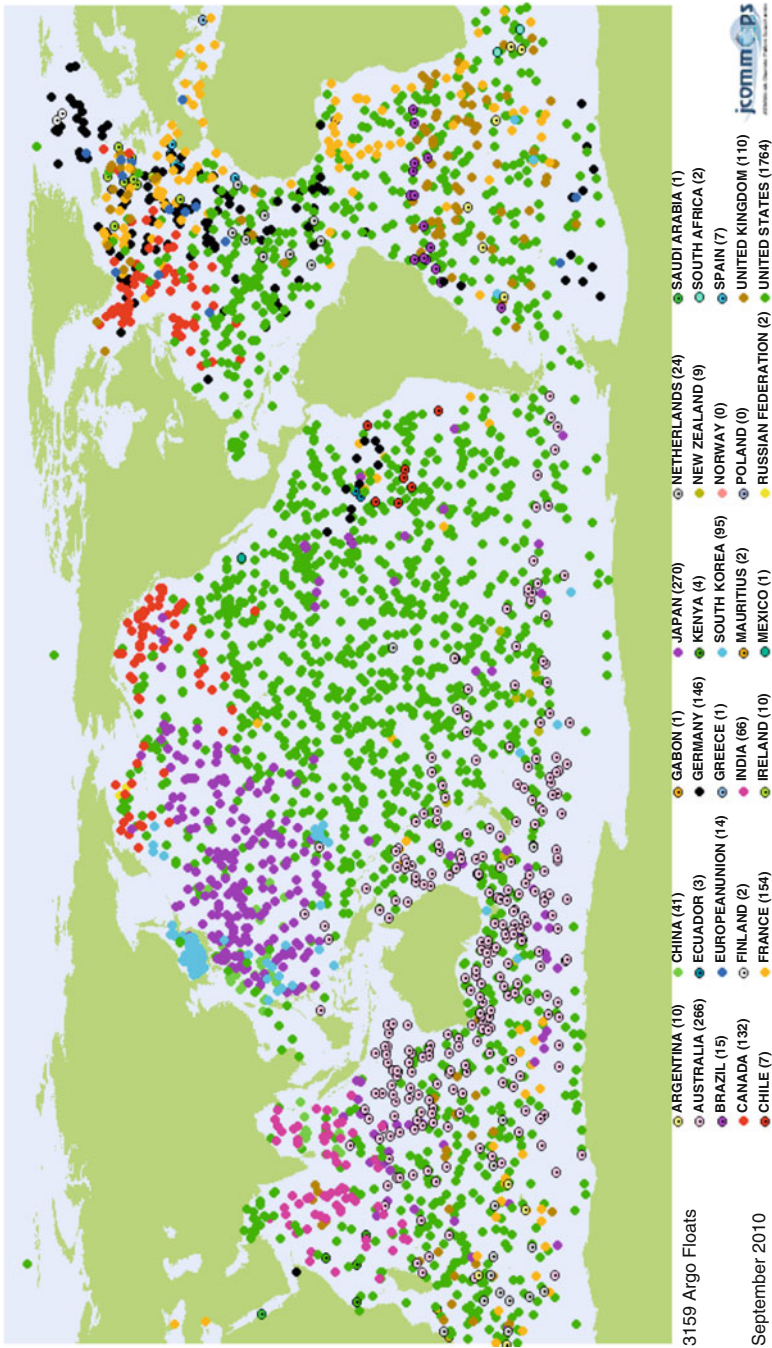 3159 Argo Floats
September 2010
ARGENTINA (10)
AUSTRALIA (266)
BRAZIL (15)
CANADA (132)
CHILE (7)
CHINA (41)
ECUADOR (3)
EUROPEANUNION (14)
FINLAND (2)
FRANCE (154)
GABON (1)
GERMANY (146)
GREECE (1)
INDIA (66)
IRELAND (10)
JAPAN (270)
KENYA (4)
SOUTH KOREA (95)
MAURITIUS (2)
MEXICO (1)
NETHERLANDS (24)
NEW ZEALAND (9)
NORWAY (0)
POLAND (0)
RUSSIAN FEDERATION (2)
SAUDI ARABIA (1)
SOUTH AFRICA (2)
SPAIN (7)
UNITED KINGDOM (110)
UNITED STATES (1764)
jcommOps